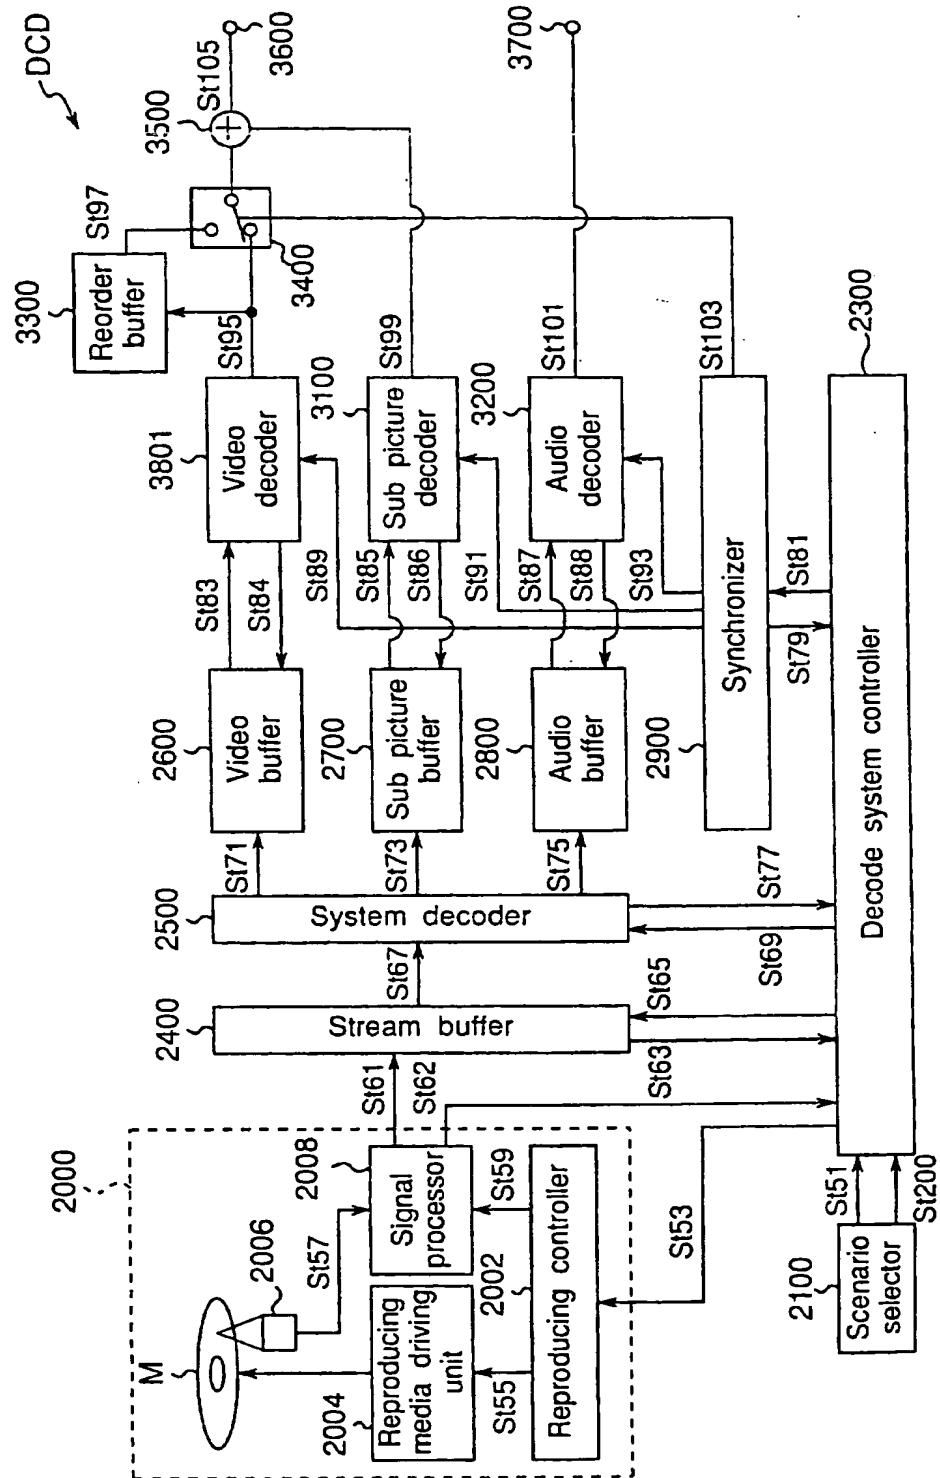 DCD
2000
M
2006
St57
2004
Reproducing
media driving
unit
2008
Signal
processor
2002
St55
St59
Reproducing controller
St53
2100
Scenario
selector
St51
St200
St61
St62
2400
Stream buffer
St63
St65
St67
2500
System decoder
St69
St77
St71
St73
St75
2600
Video
buffer
2700
Sub picture
buffer
2800
Audio
buffer
2900
Synchronizer
St79
St81
Decode system controller
2300
St83
St84
St89
St85
St86
St91
St87
St88
St93
3801
Video
decoder
3100
Sub picture
decoder
3200
Audio
decoder
St95
St99
St101
St103
3300
Reorder
buffer
St97
3400
3500
St105
3600
3700